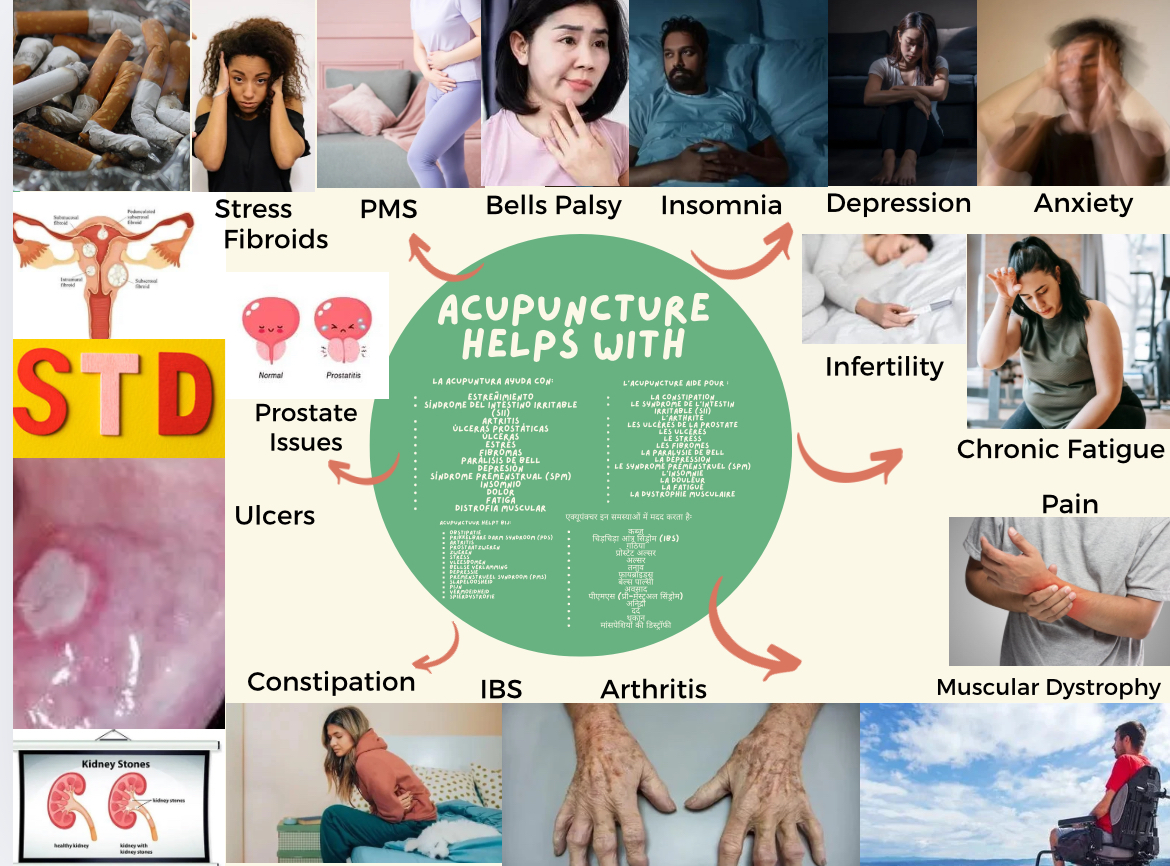 Stress
Fibroids
PMS
Bells Palsy
Insomnia
Depression
Anxiety
Submucosal
fibroid
Pedunculated
submucosal
fibroid
Intramural
fibroid
Subserosal
fibroid
Normal
Prostatitis
STD
Prostate
Issues
Ulcers
Infertility
Chronic Fatigue
Pain
ACUPUNCTURE
HELPS WITH
LA ACUPUNTURA AYUDA CON:
ESTREÑIMIENTO
SÍNDROME DEL INTESTINO IRRITABLE
(SII)
ARTRITIS
ÚLCERAS PROSTÁTICAS
ÚLCERAS
ESTRÉS
FIBROMAS
PARÁLISIS DE BELL
DEPRESIÓN
SÍNDROME PREMENSTRUAL (SPM)
INSOMNIO
DOLOR
FATIGA
DISTROFIA MUSCULAR
L'ACUPUNCTURE AIDE POUR :
LA CONSTIPATION
LE SYNDROME DE L'INTESTIN
IRRITABLE (SII)
L'ARTHRITE
LES ULCÈRES DE LA PROSTATE
LES ULCÈRES
LE STRESS
LES FIBROMES
LA PARALYSIE DE BELL
LA DÉPRESSION
LE SYNDROME PRÉMENSTRUEL (SPM)
L'INSOMNIE
LA DOULEUR
LA FATIGUE
LA DYSTROPHIE MUSCULAIRE
ACUPUNCTUUR HELPT BIJ:
OBSTIPATIE
PRIKKELBARE DARM SYNDROOM (PDS)
ARTRITIS
PROSTAATZWEREN
ZWEREN
STRESS
VLEESBOMEN
BELLSE VERLAMMING
DEPRESSIE
PREMENSTRUEEL SYNDROOM (PMS)
SLAPELOOSHEID
PIJN
VERMOEIDHEID
SPIERDYSTROFIE
एक्यूपंक्चर इन समस्याओं में मदद करता है:
कब्ज
चिड़चिड़ा आंत्र सिंड्रोम (IBS)
गठिया
प्रोस्टेट अल्सर
अल्सर
तनाव
फाइब्रॉइड्स
बेल्स पाल्सी
अवसाद
पीएमएस (प्री-मेंस्ट्रुअल सिंड्रोम)
अनिद्रा
दर्द
थकान
मांसपेशियों की डिस्ट्रॉफी
Constipation
IBS
Arthritis
Muscular Dystrophy
Kidney Stones
kidney stones
healthy kidney
kidney with
kidney stones